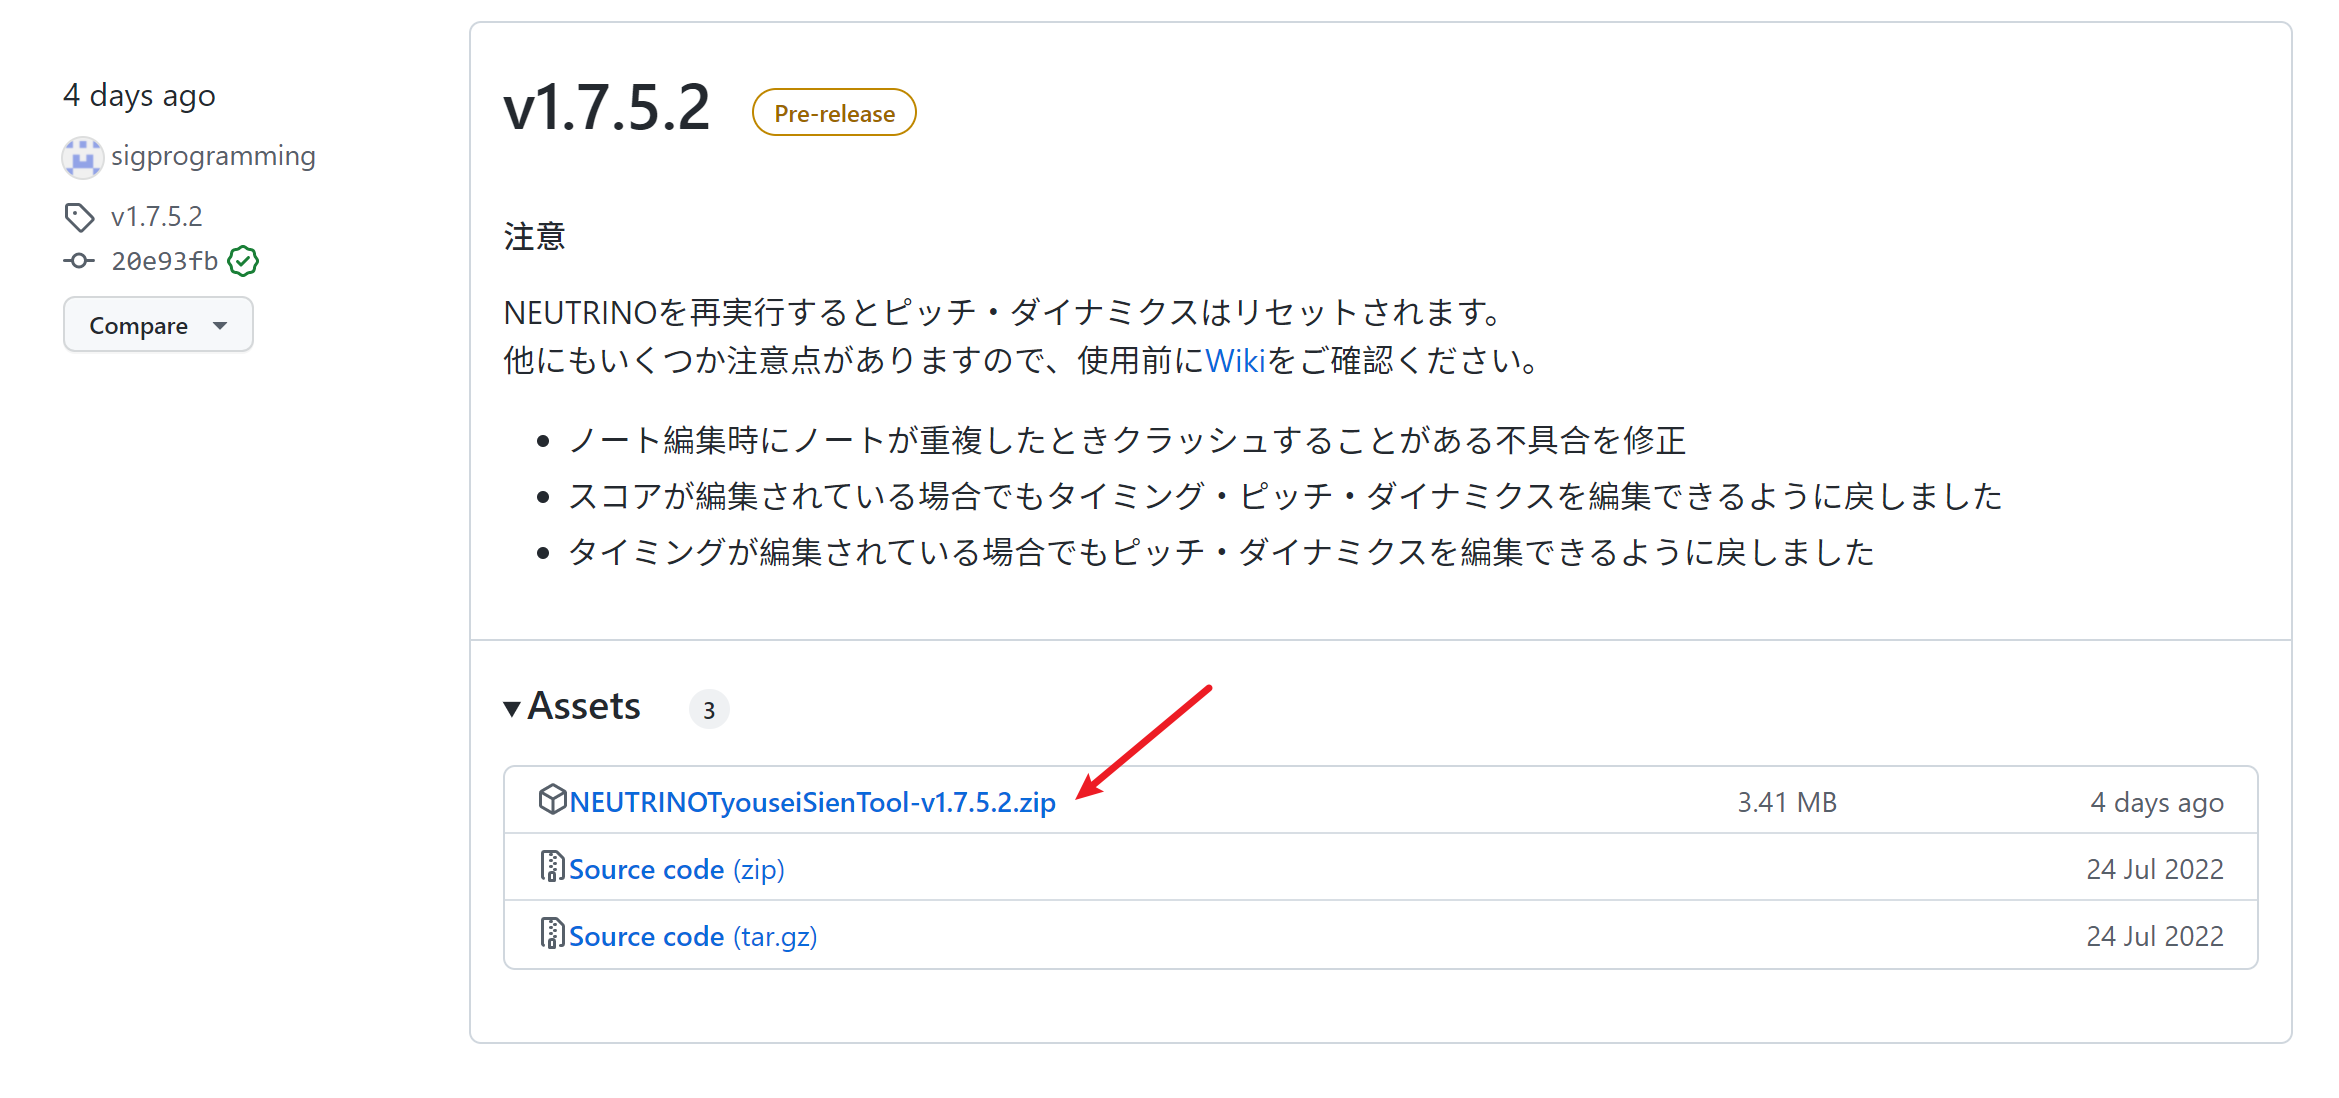 4 days ago
sigprogramming
v1.7.5.2
20e93fb
Compare
v1.7.5.2 Pre-release
注意
NEUTRINOを再実行するとピッチ・ダイナミクスはリセットされます。
他にもいくつか注意点がありますので、使用前にWikiをご確認ください。
• ノート編集時にノートが重複したときクラッシュすることがある不具合を修正
• スコアが編集されている場合でもタイミング・ピッチ・ダイナミクスを編集できるように戻しました
• タイミングが編集されている場合でもピッチ・ダイナミクスを編集できるように戻しました
Assets 3
NEUTRINOTyouseiSienTool-v1.7.5.2.zip 3.41 MB 4 days ago
Source code (zip) 24 Jul 2022
Source code (tar.gz) 24 Jul 2022